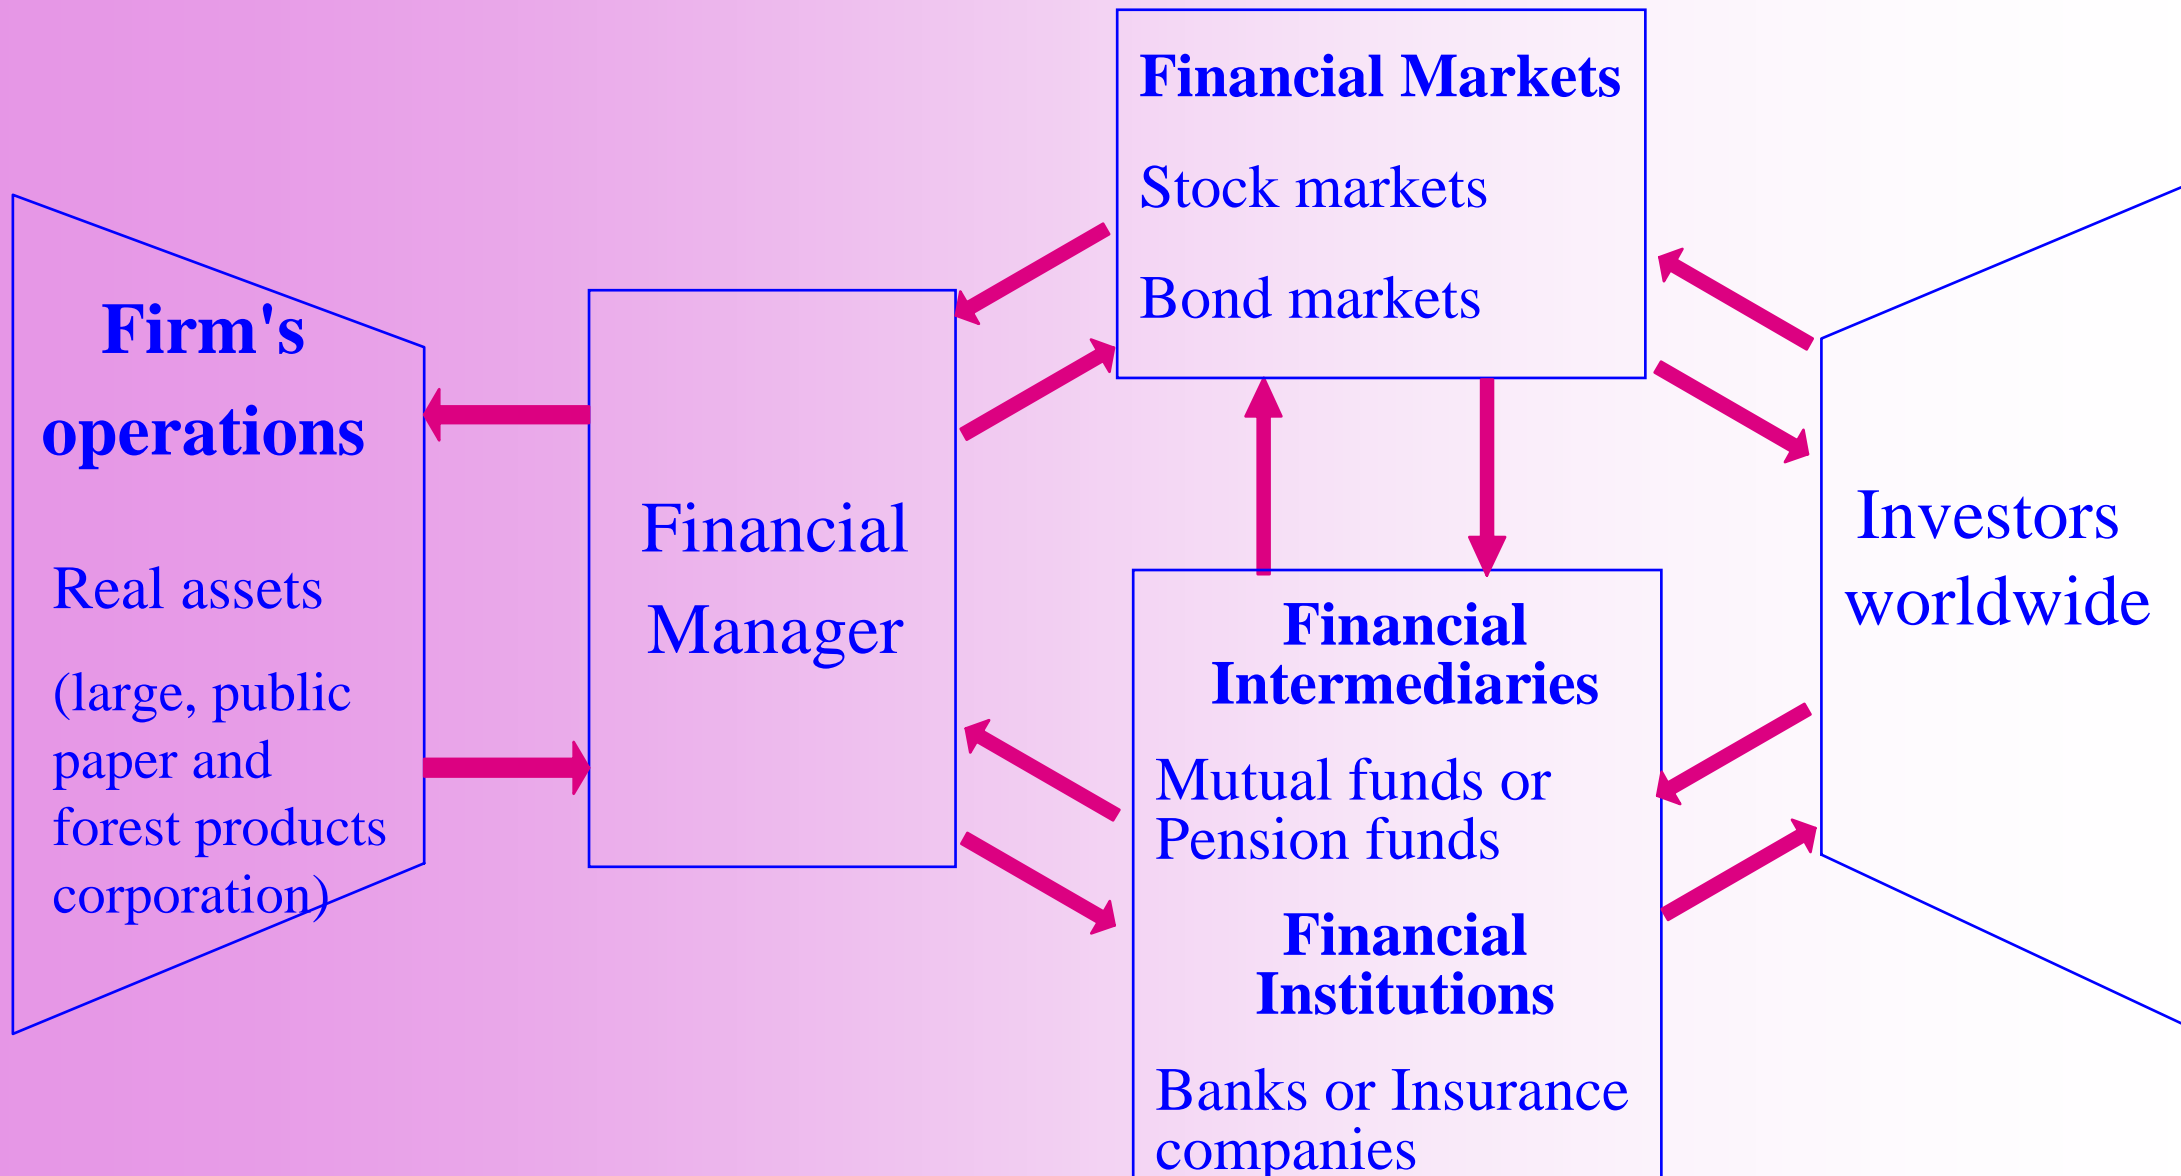 Firm's
operations
Real assets
(large, public
paper and
forest products
corporation)
Financial
Manager
Financial Markets
Stock markets
Bond markets
Financial
Intermediaries
Mutual funds or
Pension funds
Financial
Institutions
Banks or Insurance
companies
Investors
worldwide